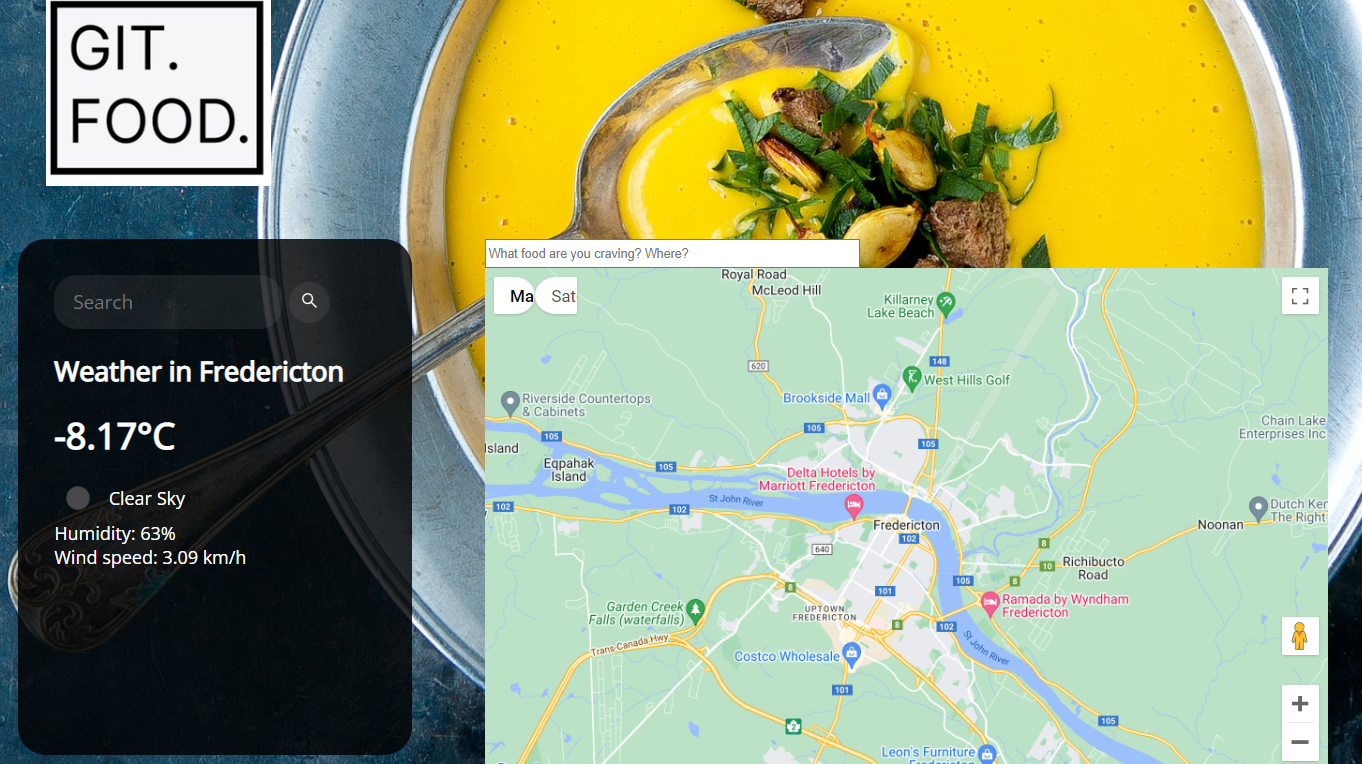 GIT.
FOOD.
Search
Weather in Fredericton
-8.17°C
Clear Sky
Humidity: 63%
Wind speed: 3.09 km/h
What food are you craving? Where?
Ma
Sat
Royal Road
McLeod Hill
Killarney
Lake Beach
148
620
West Hills Golf
Brookside Mall
Riverside Countertops
& Cabinets
105
105
105
Chain Lake
Enterprises Inc
Island
Eqpahak
Island
105
Delta Hotels by
Marriott Fredericton
102
102
St John River
Fredericton
102
Dutch Ken
The Right
Noonan
640
8
10
Richibucto
Road
8
101
105
8
Garden Creek
Falls (waterfalls)
UPTOWN
FREDERICTON
8
102
Ramada by Wyndham
Fredericton
Trans-Canada Hwy
Costco Wholesale
St John River
101
105
2
Leon's Furniture
Fredericton